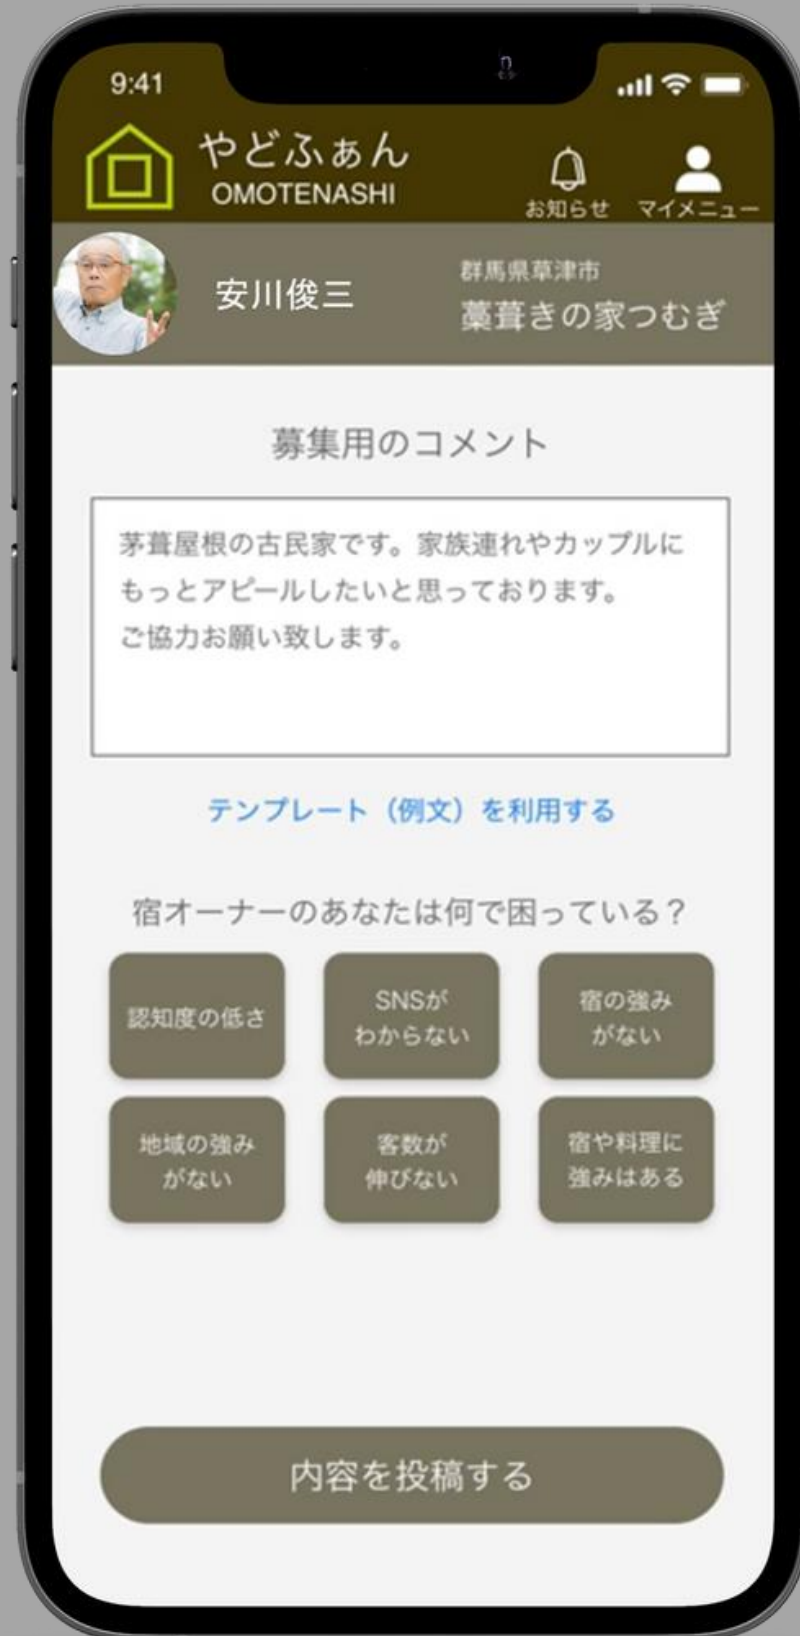 9:41
やどふぁん
OMOTENASHI
お知らせ
マイメニュー
安川俊三
群馬県草津市
藁葺きの家つむぎ
募集用のコメント
茅葺屋根の古民家です。家族連れやカップルに
もっとアピールしたいと思っております。
ご協力お願い致します。
テンプレート（例文）を利用する
宿オーナーのあなたは何で困っている？
認知度の低さ
SNSが
わからない
宿の強み
がない
地域の強み
がない
客数が
伸びない
宿や料理に
強みはある
内容を投稿する